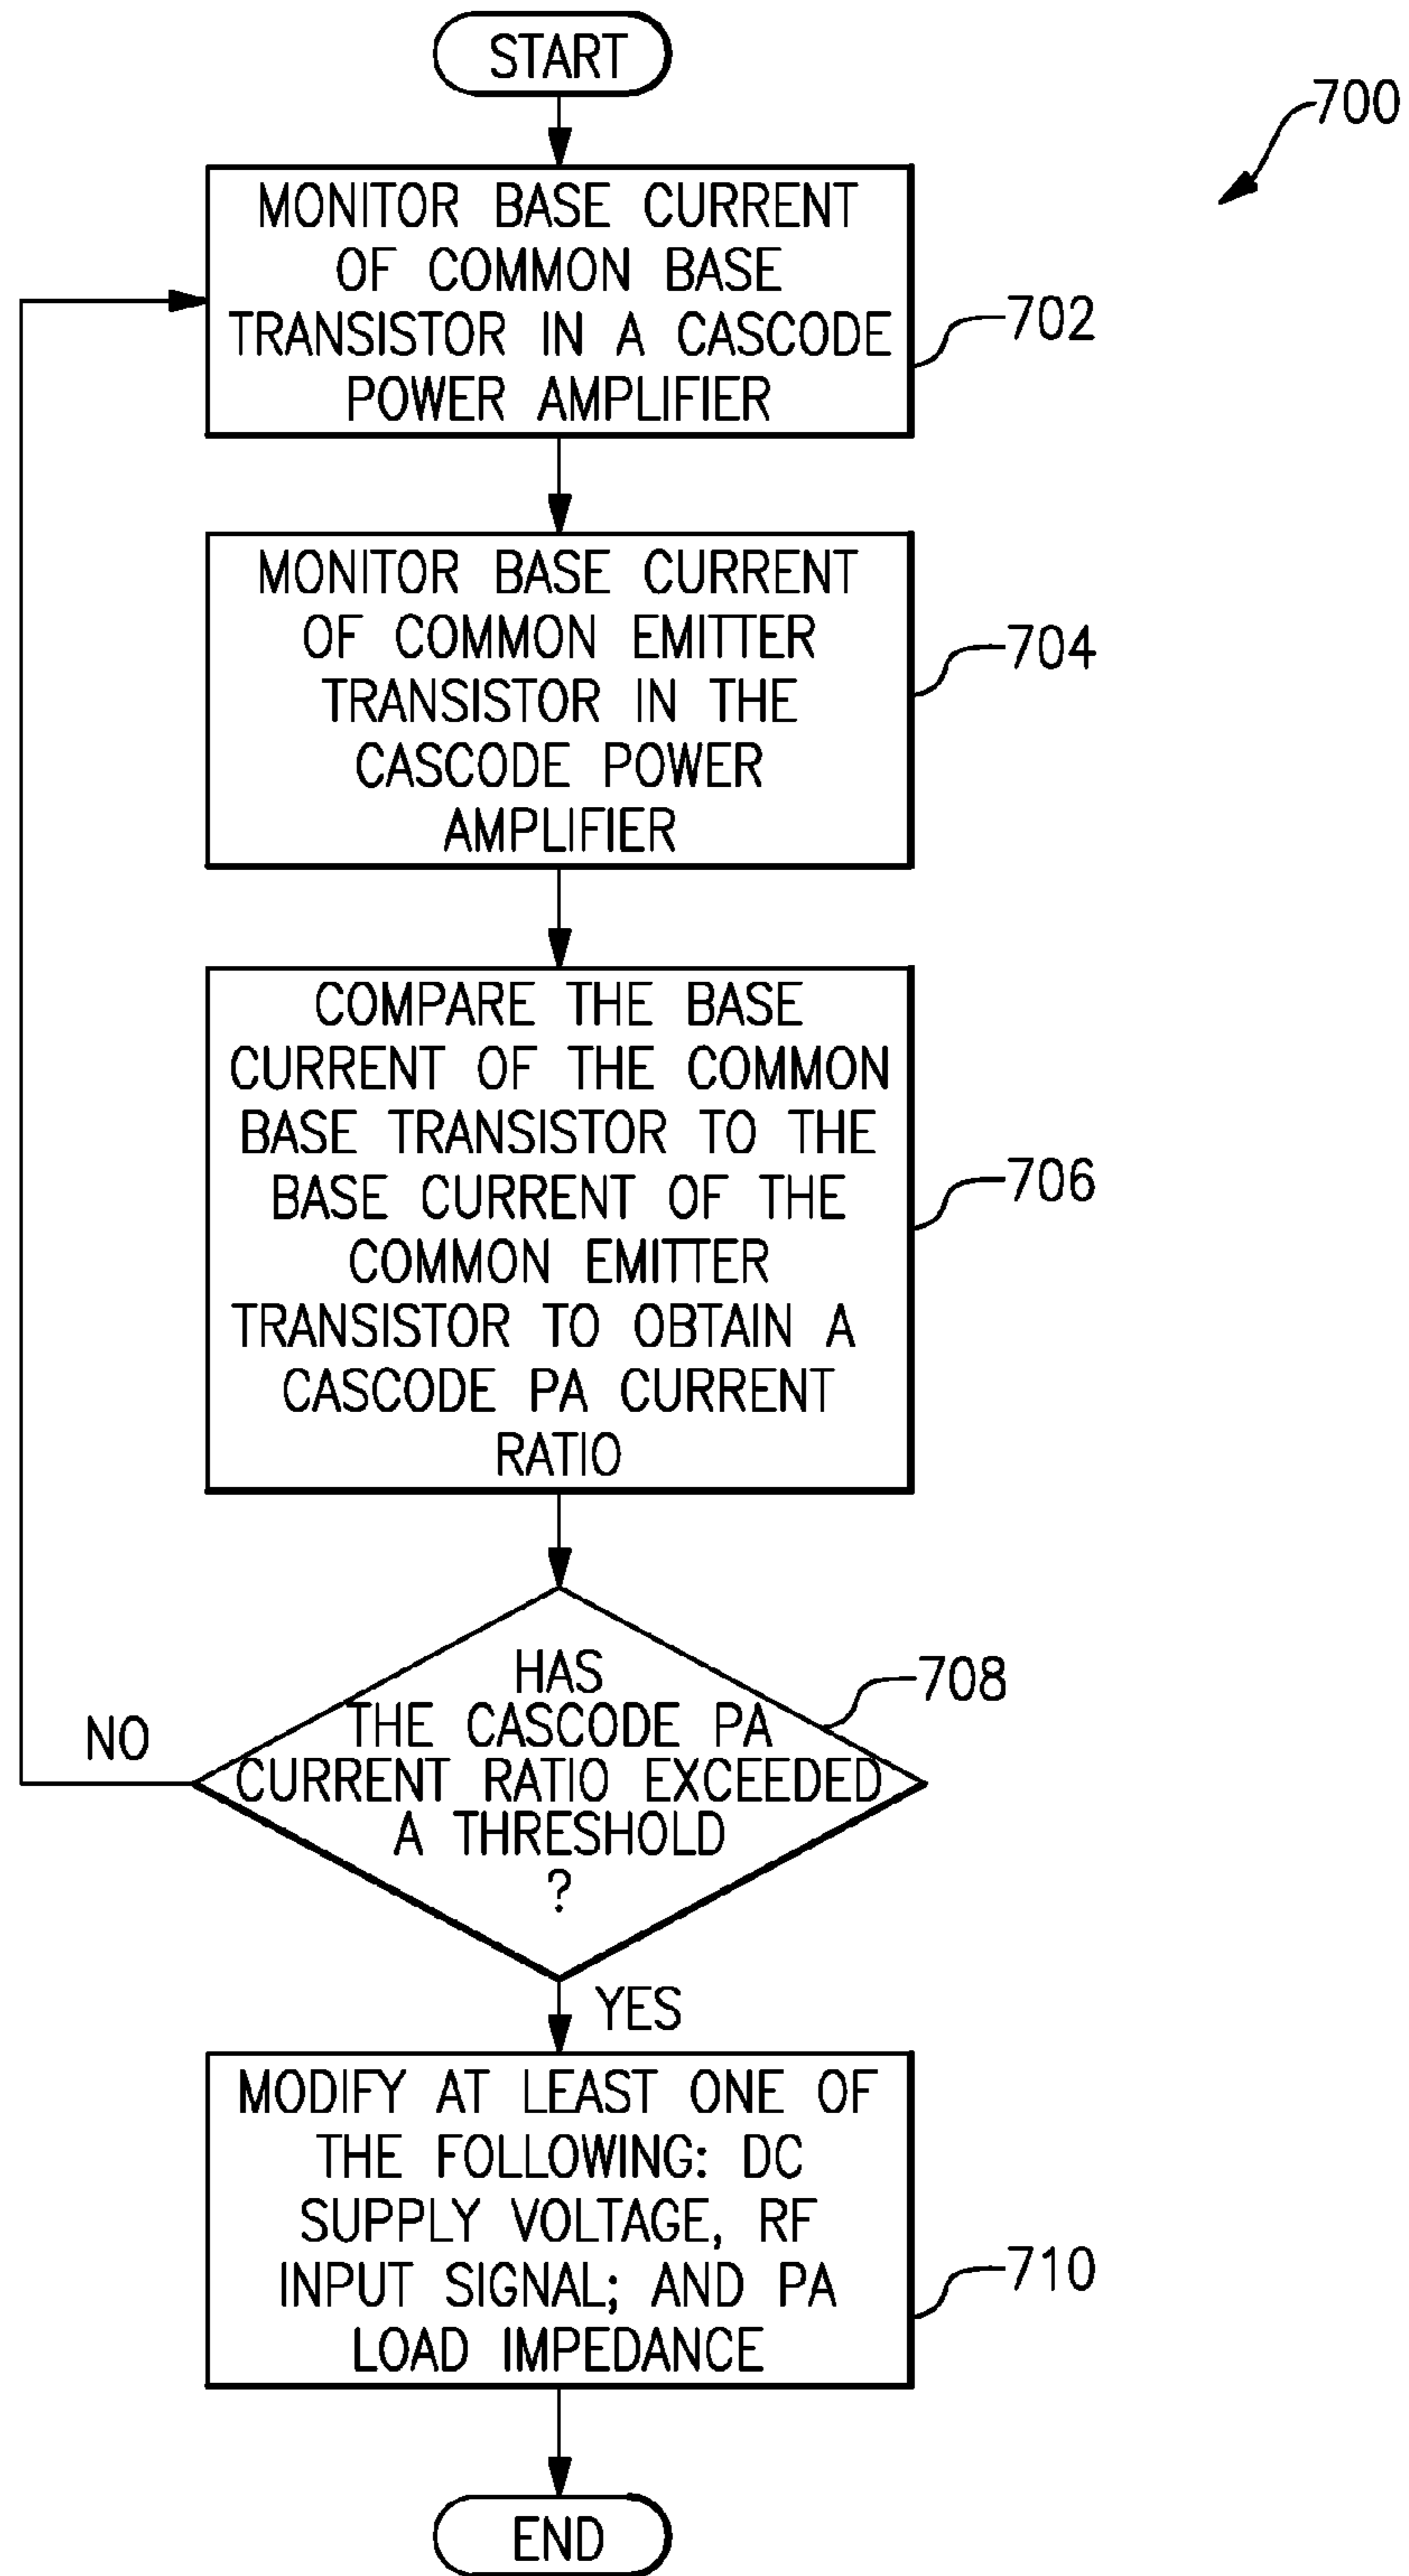 START
700
MONITOR BASE CURRENT
OF COMMON BASE
TRANSISTOR IN A CASCODE
POWER AMPLIFIER
702
MONITOR BASE CURRENT
OF COMMON EMITTER
TRANSISTOR IN THE
CASCODE POWER
AMPLIFIER
704
COMPARE THE BASE
CURRENT OF THE COMMON
BASE TRANSISTOR TO THE
BASE CURRENT OF THE
COMMON EMITTER
TRANSISTOR TO OBTAIN A
CASCODE PA CURRENT
RATIO
706
HAS
THE CASCODE PA
CURRENT RATIO EXCEEDED
A THRESHOLD
?
708
NO
YES
MODIFY AT LEAST ONE OF
THE FOLLOWING: DC
SUPPLY VOLTAGE, RF
INPUT SIGNAL; AND PA
LOAD IMPEDANCE
710
END